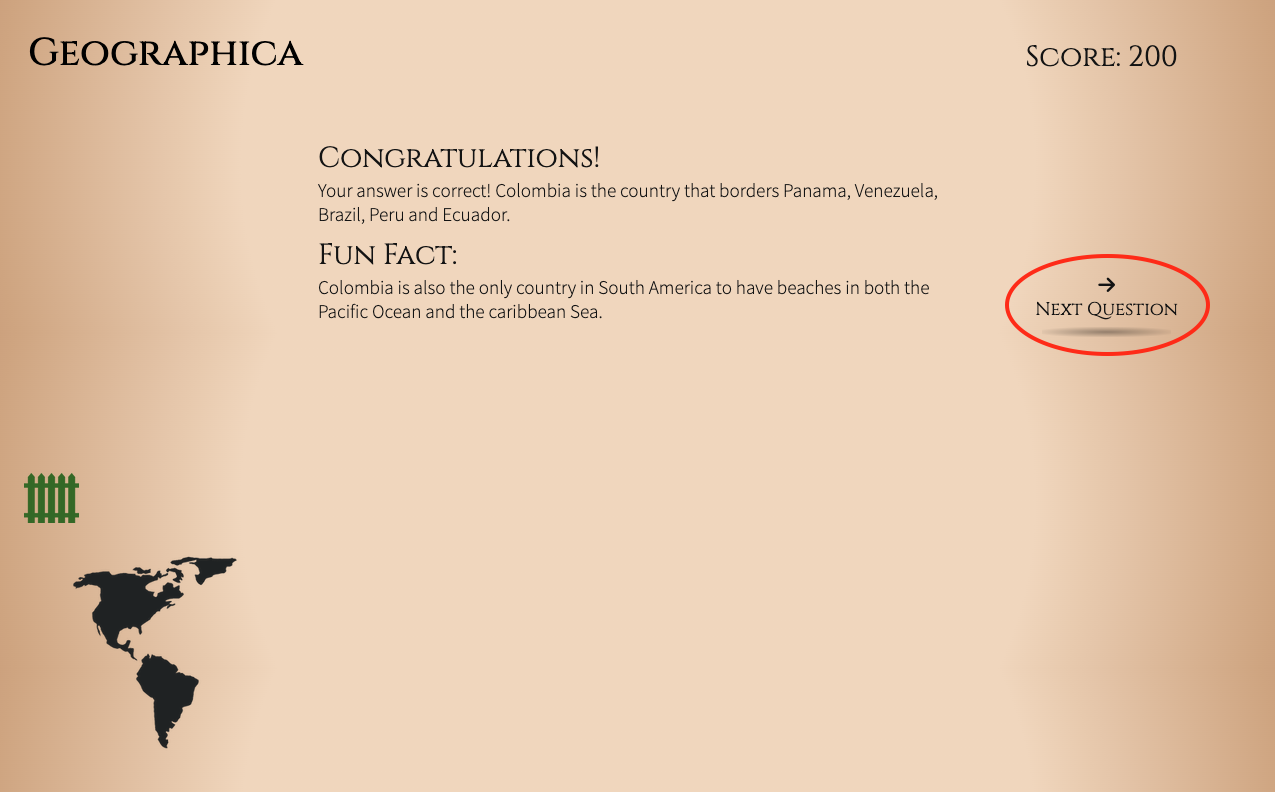 Geographica
Score: 200
Congratulations!
Your answer is correct! Colombia is the country that borders Panama, Venezuela,
Brazil, Peru and Ecuador.
Fun Fact:
Colombia is also the only country in South America to have beaches in both the
Pacific Ocean and the caribbean Sea.
Next Question